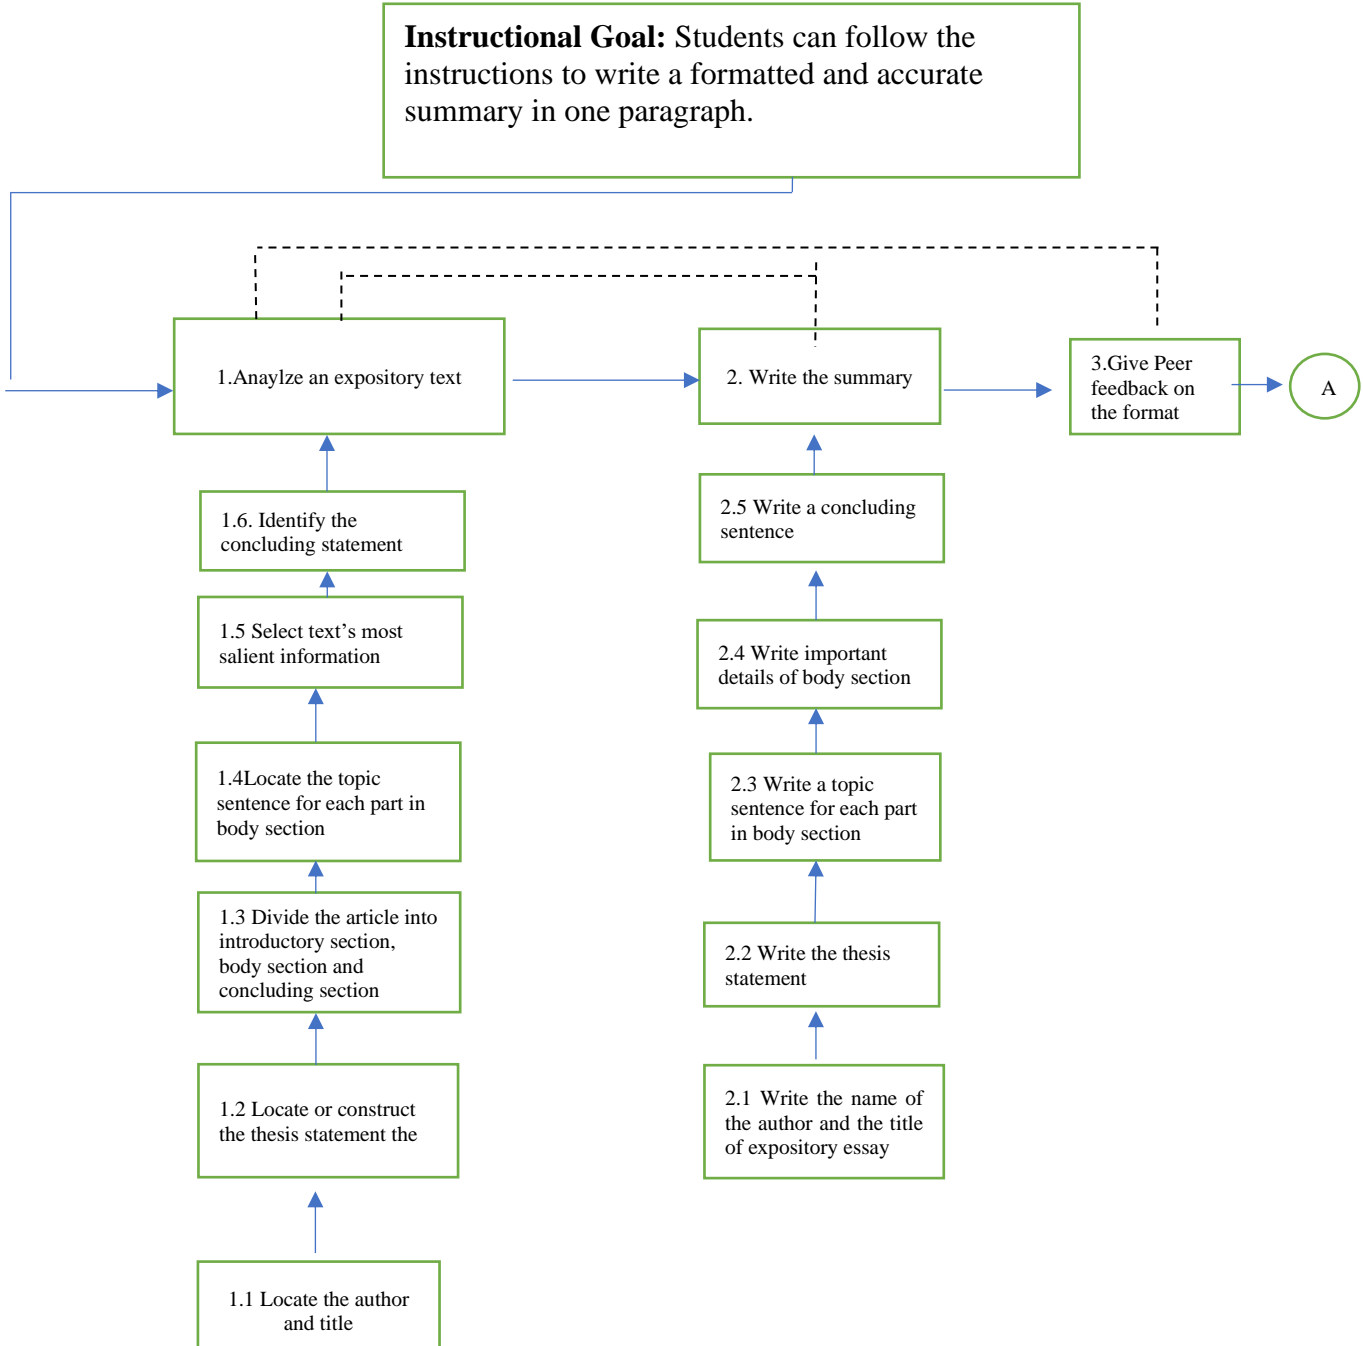 Instructional Goal: Students can follow the
instructions to write a formatted and accurate
summary in one paragraph.
1.Anaylze an expository text
2. Write the summary
3.Give Peer
feedback on
the format
A
1.6. Identify the
concluding statement
1.5 Select text’s most
salient information
1.4Locate the topic
sentence for each part in
body section
1.3 Divide the article into
introductory section,
body section and
concluding section
1.2 Locate or construct
the thesis statement the
1.1 Locate the author
and title
2.5 Write a concluding
sentence
2.4 Write important
details of body section
2.3 Write a topic
sentence for each part
in body section
2.2 Write the thesis
statement
2.1 Write the name of
the author and the title
of expository essay